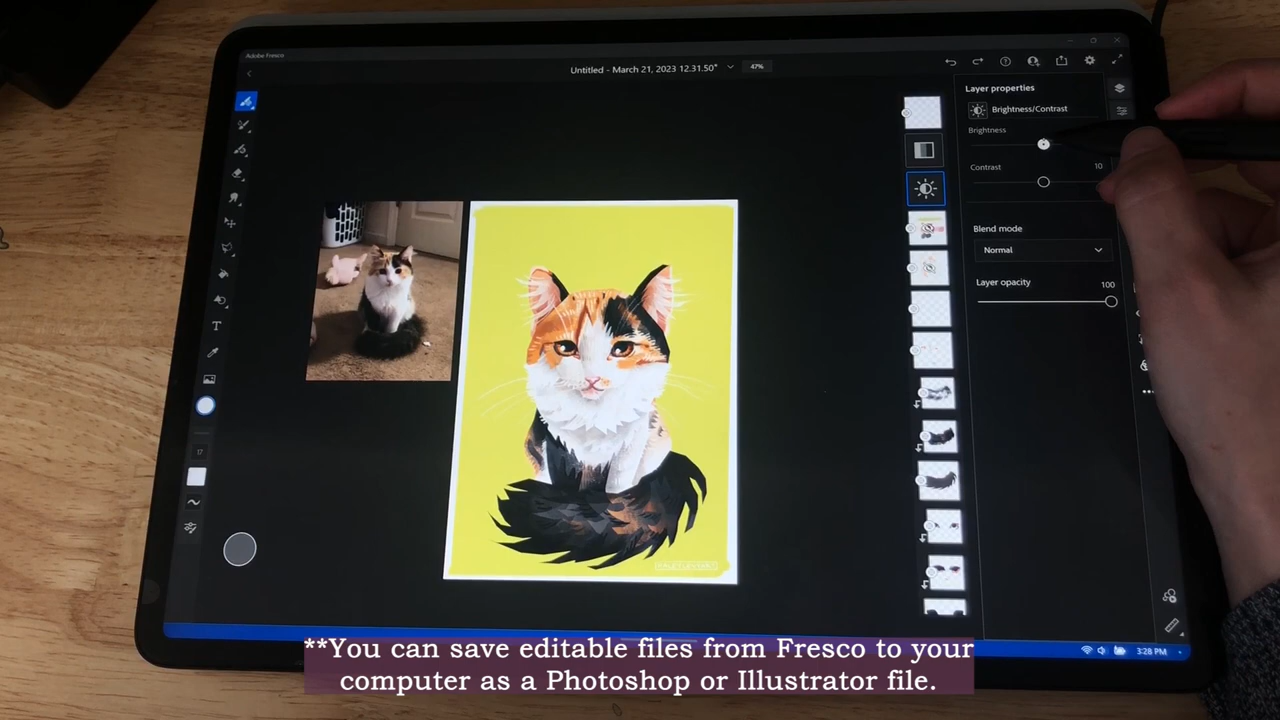 Adobe Fresco
Untitled - March 21, 2023 12.31.50*
47%
Layer properties
Brightness/Contrast
Brightness
Contrast
10
Blend mode
Normal
Layer opacity
100
T
17
3:28 PM
**You can save editable files from Fresco to your
computer as a Photoshop or Illustrator file.